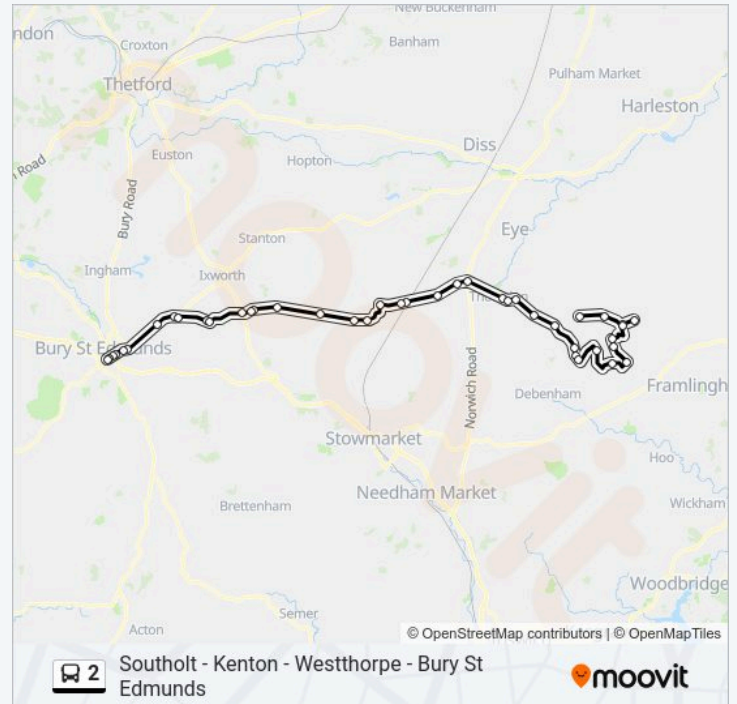 New Buckenham
ndon
Croxton
Banham
Thetford
Pulham Market
Harleston
Euston
Hopton
Diss
n Road
Bury Road
Stanton
Eye
Ingham
Ixworth
Bury St Edmunds
Norwich Road
Debenham
Framlingh
Stowmarket
Hoo
Needham Market
Brettenham
Wickham
Woodbridge
Semer
Acton
moovit
© OpenStreetMap contributors | © OpenMapTiles
2
Southolt - Kenton - Westthorpe - Bury St
Edmunds
moovit